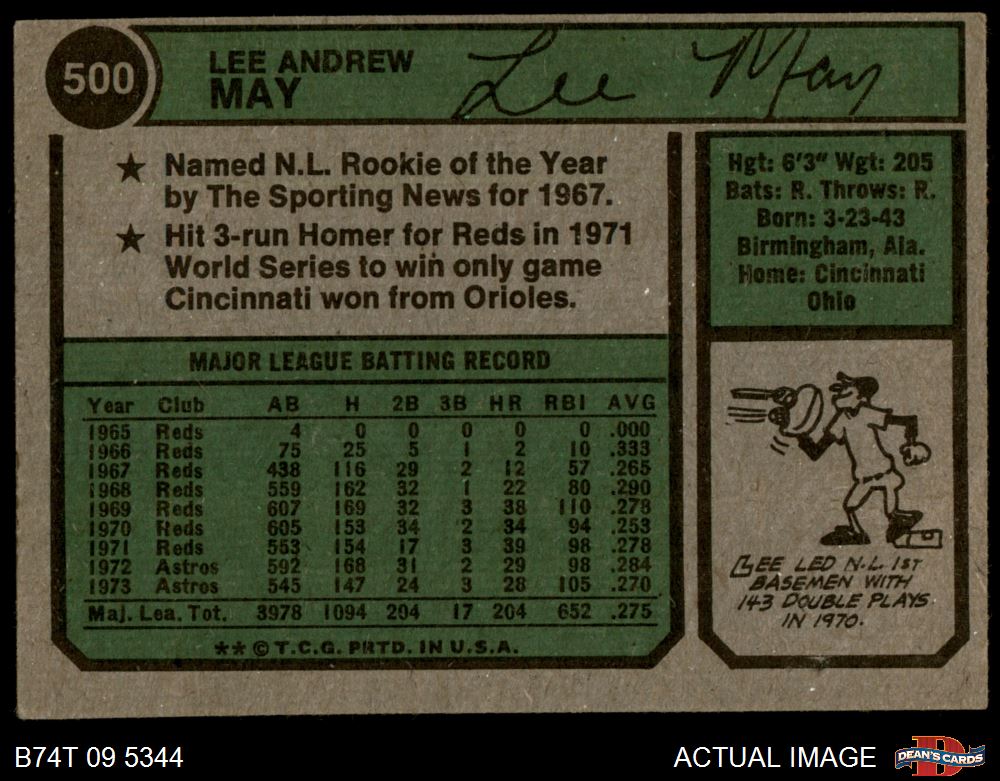 500
LEE ANDREW
MAY
Lee May
★ Named N.L. Rookie of the Year
by The Sporting News for 1967.
★ Hit 3-run Homer for Reds in 1971
World Series to win only game
Cincinnati won from Orioles.
Hgt: 6'3" Wgt: 205
Bats: R. Throws: R.
Born: 3-23-43
Birmingham, Ala.
Home: Cincinnati
Ohio
MAJOR LEAGUE BATTING RECORD
Year Club AB H 2B 3B HR RBI AVG
1965 Reds 4 0 0 0 0 0 .000
1966 Reds 75 25 5 1 2 10 .333
1967 Reds 438 116 29 2 12 57 .265
1968 Reds 559 162 32 1 22 80 .290
1969 Reds 607 169 32 3 38 110 .278
1970 Reds 605 153 34 2 34 94 .253
1971 Reds 553 154 17 3 39 98 .278
1972 Astros 592 168 31 2 29 98 .284
1973 Astros 545 147 24 3 28 105 .270
Maj. Lea. Tot. 3978 1094 204 17 204 652 .275
** © T.C.G. PRTD. IN U.S.A.
LEE LED N.L. 1ST
BASEMEN WITH
143 DOUBLE PLAYS
IN 1970.
B74T 09 5344
ACTUAL IMAGE
D
DEAN'S CARDS